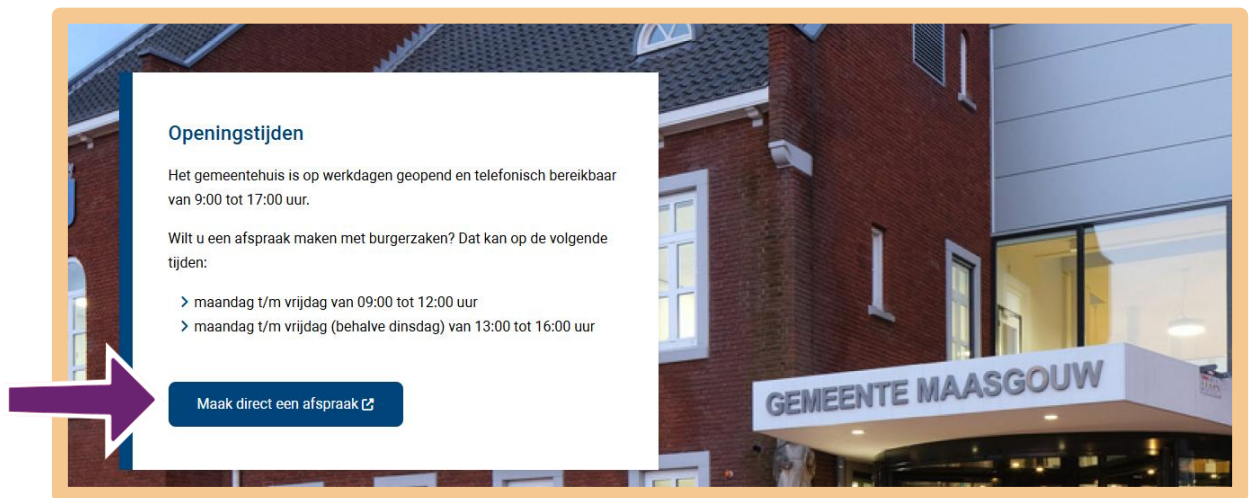 Openingstijden
Het gemeentehuis is op werkdagen geopend en telefonisch bereikbaar
van 9:00 tot 17:00 uur.
Wilt u een afspraak maken met burgerzaken? Dat kan op de volgende
tijden:
maandag t/m vrijdag van 09:00 tot 12:00 uur
maandag t/m vrijdag (behalve dinsdag) van 13:00 tot 16:00 uur
Maak direct een afspraak
GEMEENTE MAASGOUW